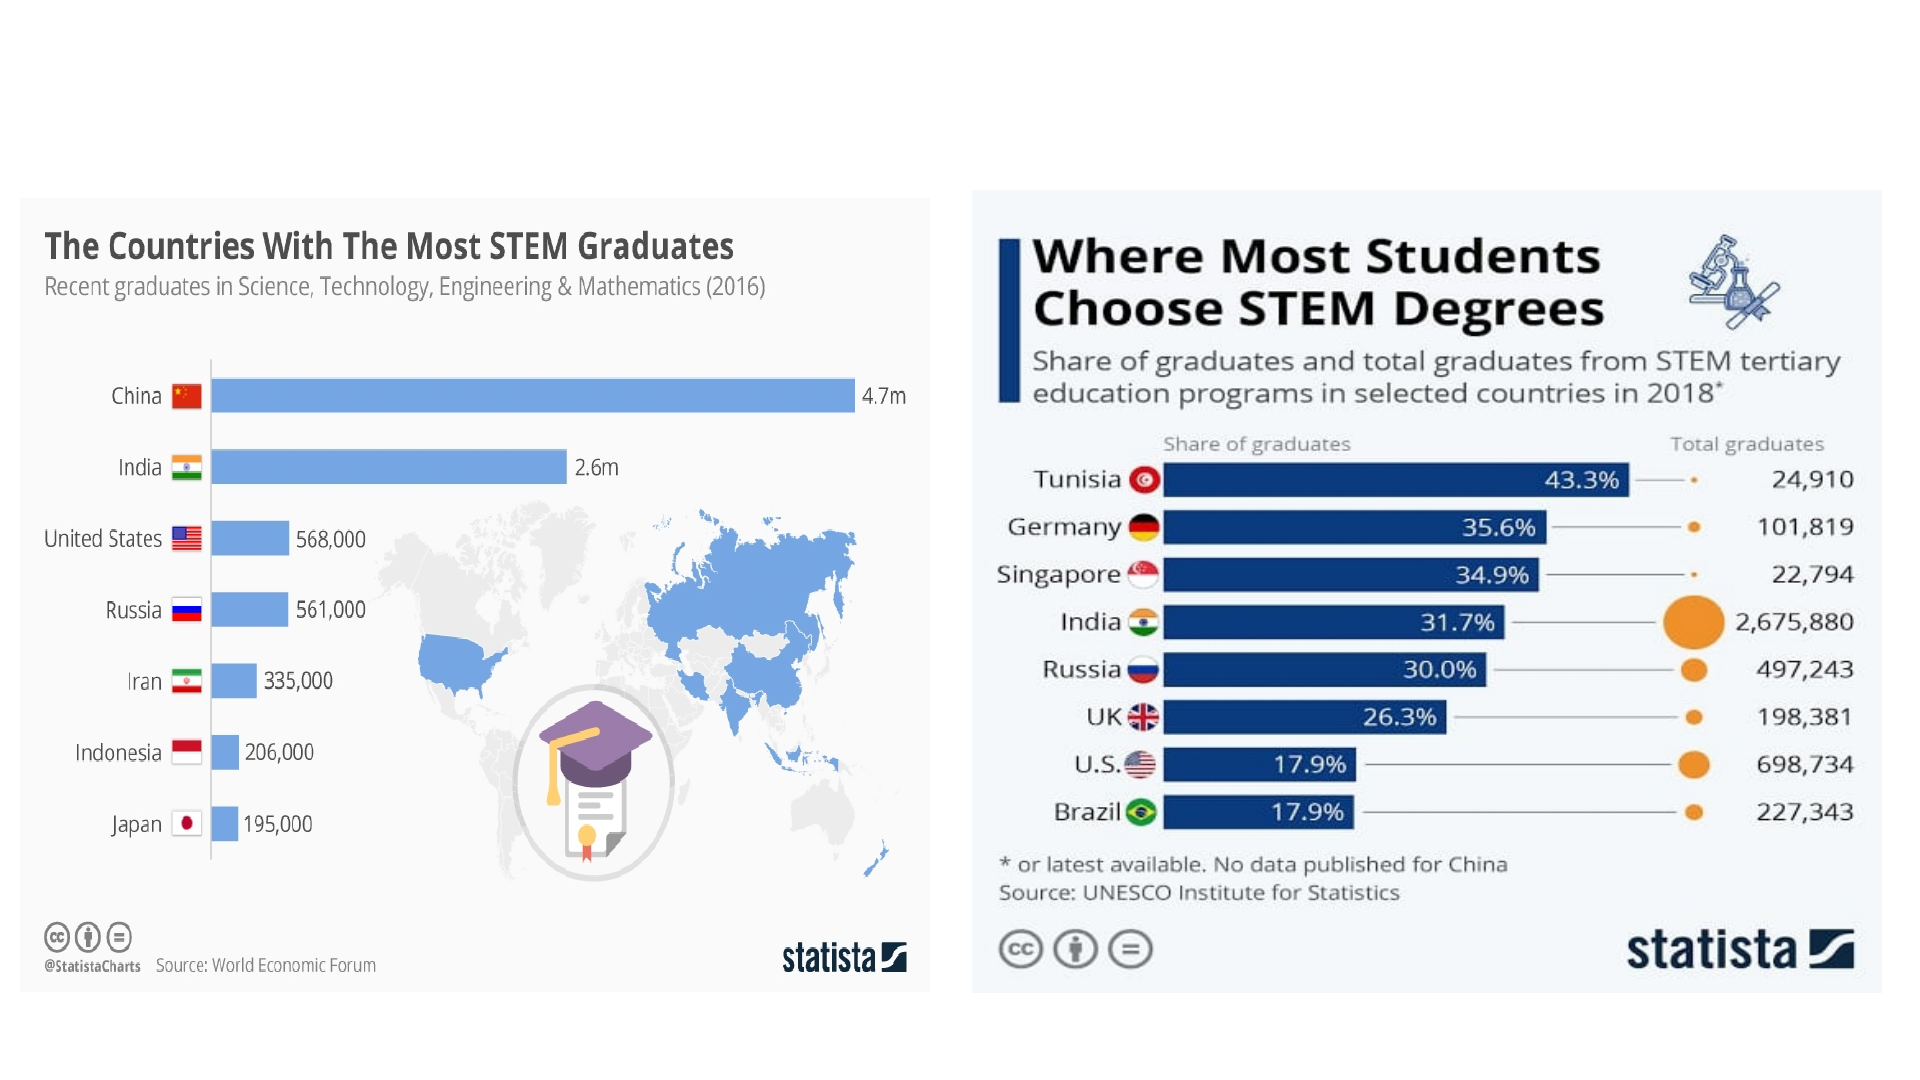 The Countries With The Most STEM Graduates
Recent graduates in Science, Technology, Engineering & Mathematics (2016)
China 4.7m
India 2.6m
United States 568,000
Russia 561,000
Iran 335,000
Indonesia 206,000
Japan 195,000
cc
@StatistaCharts Source: World Economic Forum
statista
Where Most Students
Choose STEM Degrees
Share of graduates and total graduates from STEM tertiary
education programs in selected countries in 2018*
Share of graduates Total graduates
Tunisia 43.3% 24,910
Germany 35.6% 101,819
Singapore 34.9% 22,794
India 31.7% 2,675,880
Russia 30.0% 497,243
UK 26.3% 198,381
U.S. 17.9% 698,734
Brazil 17.9% 227,343
* or latest available. No data published for China
Source: UNESCO Institute for Statistics
cc
statista